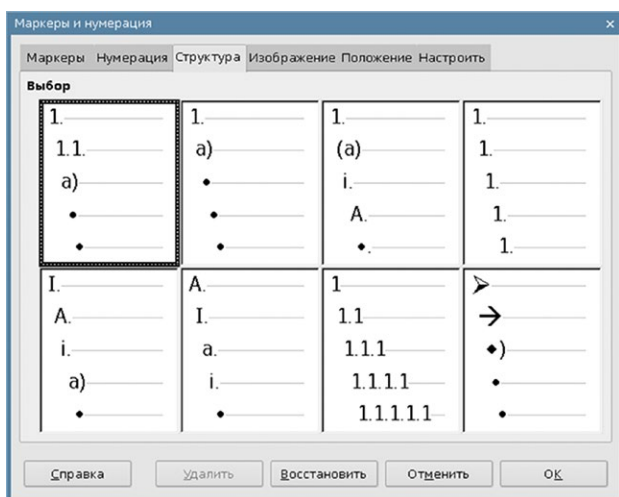 Маркеры и нумерация ×
Маркеры Нумерация Структура Изображение Положение Настроить
Выбор
1. 1. 1. 1.
1.1. a) (a) 1.
a) • i. 1.
• • A. 1.
• • •. 1.
I. A. 1 ➢
A. I. 1.1 →
i. a. 1.1.1 ◆)
a) i. 1.1.1.1 •
• • 1.1.1.1.1 •
Справка Удалить Восстановить Отменить OK